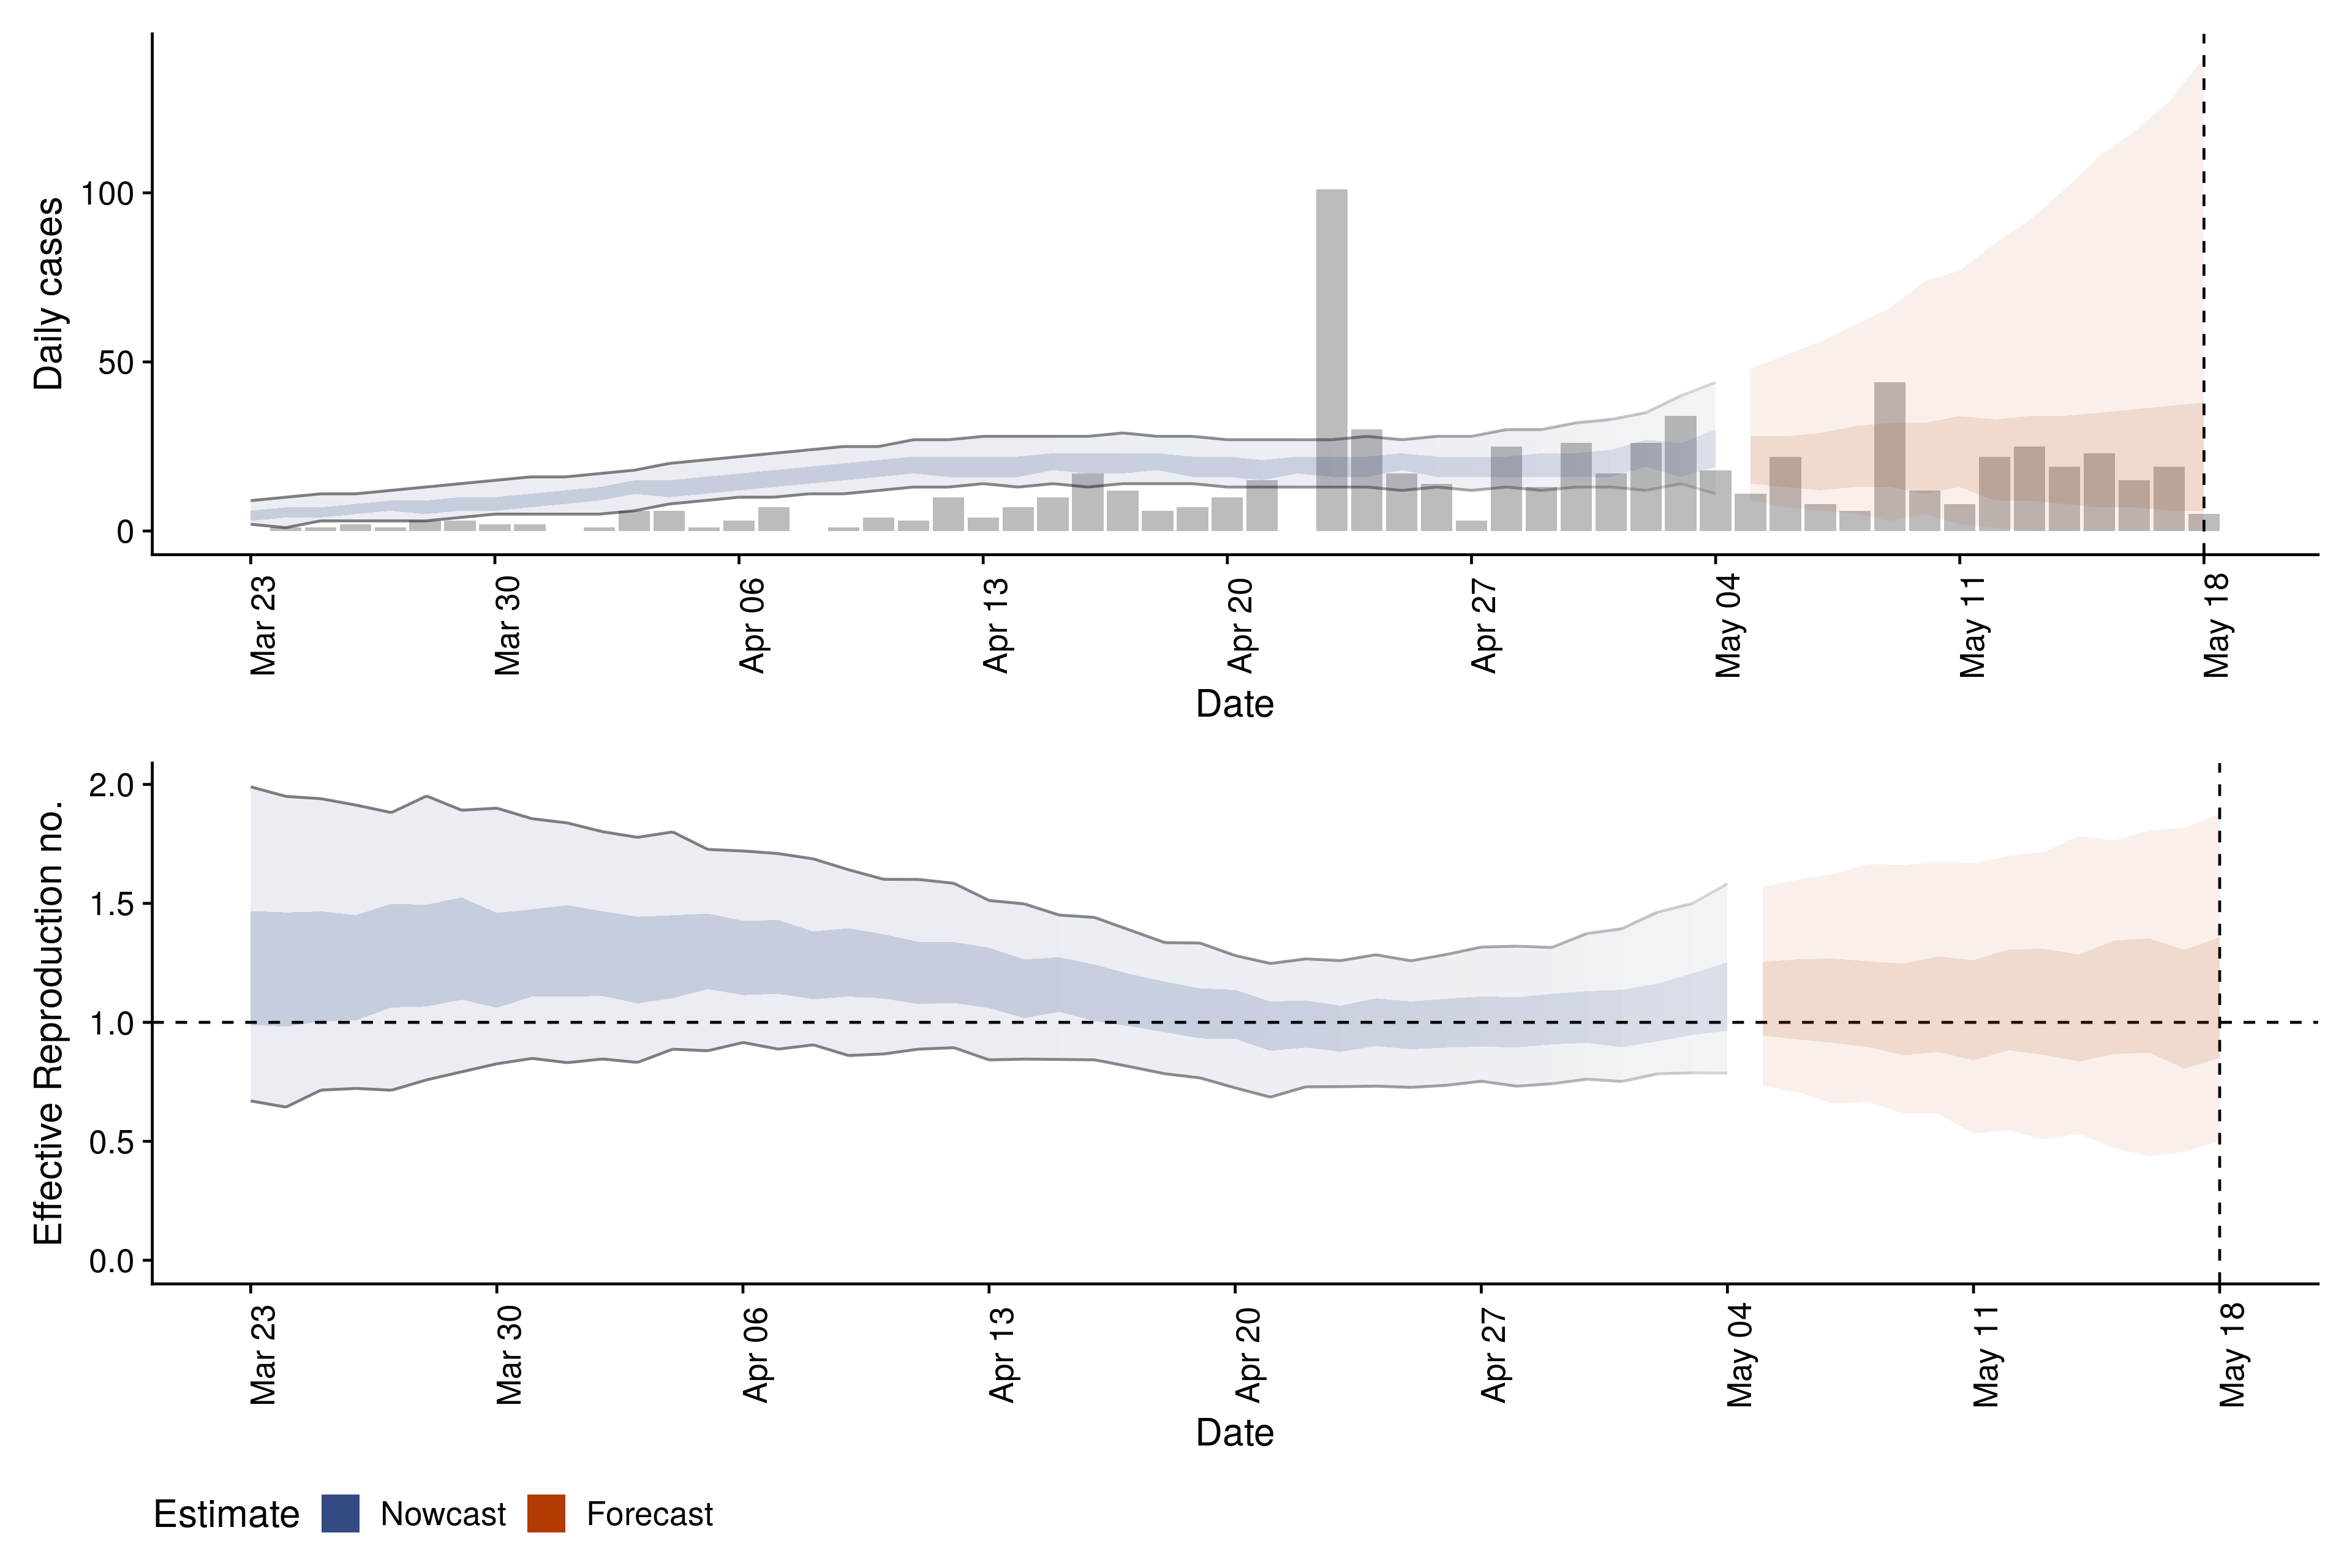 Daily cases
100
50
0
Mar 23
Mar 30
Apr 06
Apr 13
Apr 20
Apr 27
May 04
May 11
May 18
Date
Effective Reproduction no.
2.0
1.5
1.0
0.5
0.0
Mar 23
Mar 30
Apr 06
Apr 13
Apr 20
Apr 27
May 04
May 11
May 18
Date
Estimate Nowcast Forecast